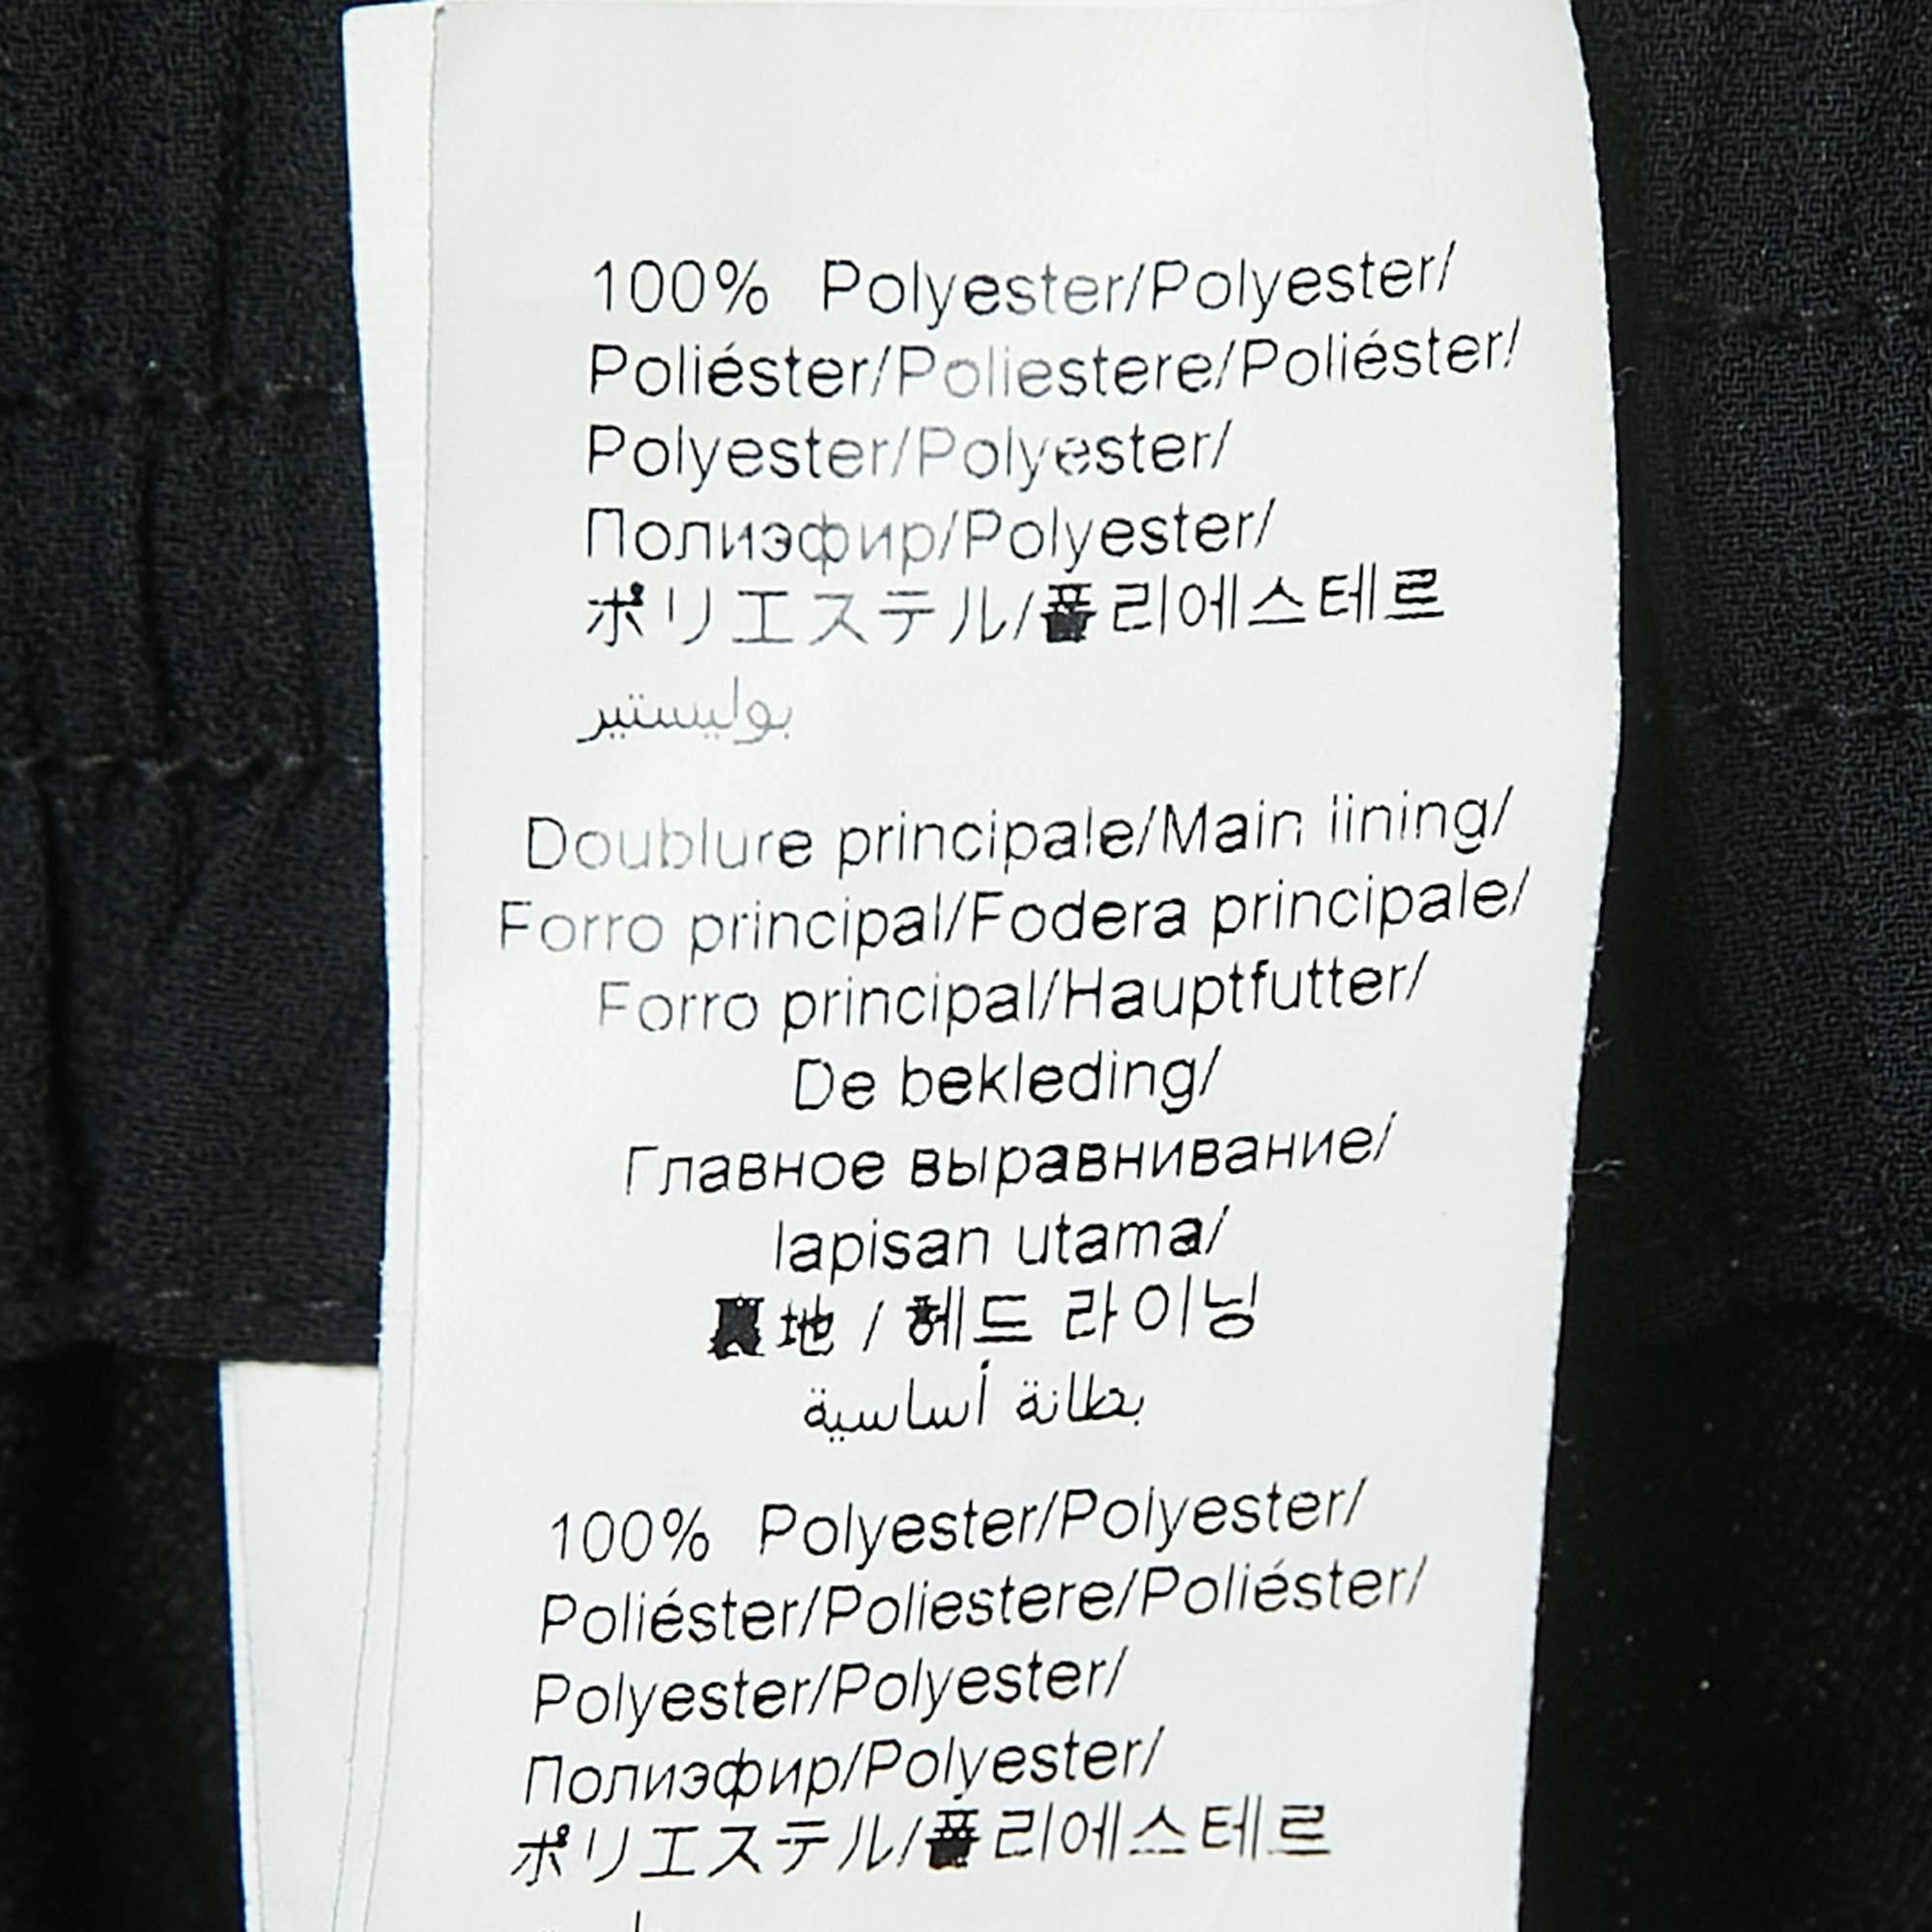 100% Polyester/Polyester/
Poliéster/Poliestere/Poliéster/
Polyester/Polyester/
Полиэфир/Polyester/
ポリエステル/폴리에스테르
بوليستير
Doublure principale/Main lining/
Forro principal/Fodera principale/
Forro principal/Hauptfutter/
De bekleding/
Главное выравнивание/
lapisan utama/
裏地 / 헤드 라이닝
بطانة أساسية
100% Polyester/Polyester/
Poliéster/Poliestere/Poliéster/
Polyester/Polyester/
Полиэфир/Polyester/
ポリエステル/폴리에스테르